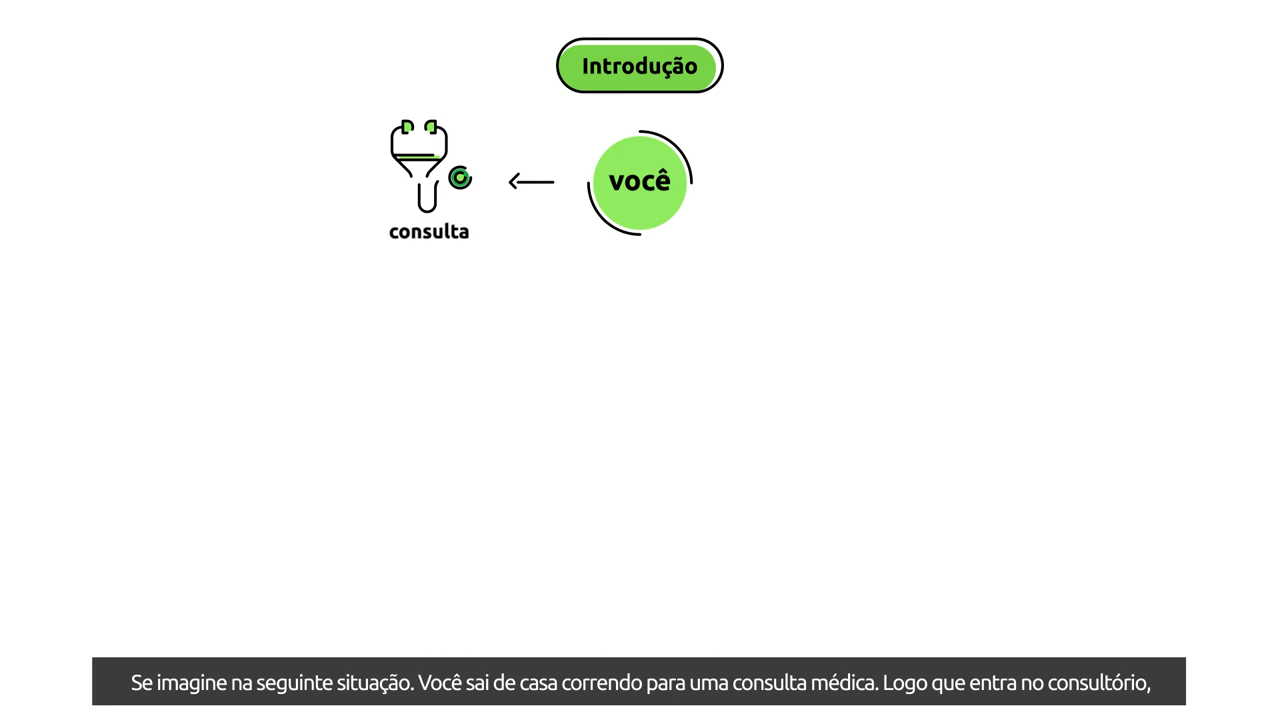 Introdução
você
consulta
Se imagine na seguinte situação. Você sai de casa correndo para uma consulta médica. Logo que entra no consultório,